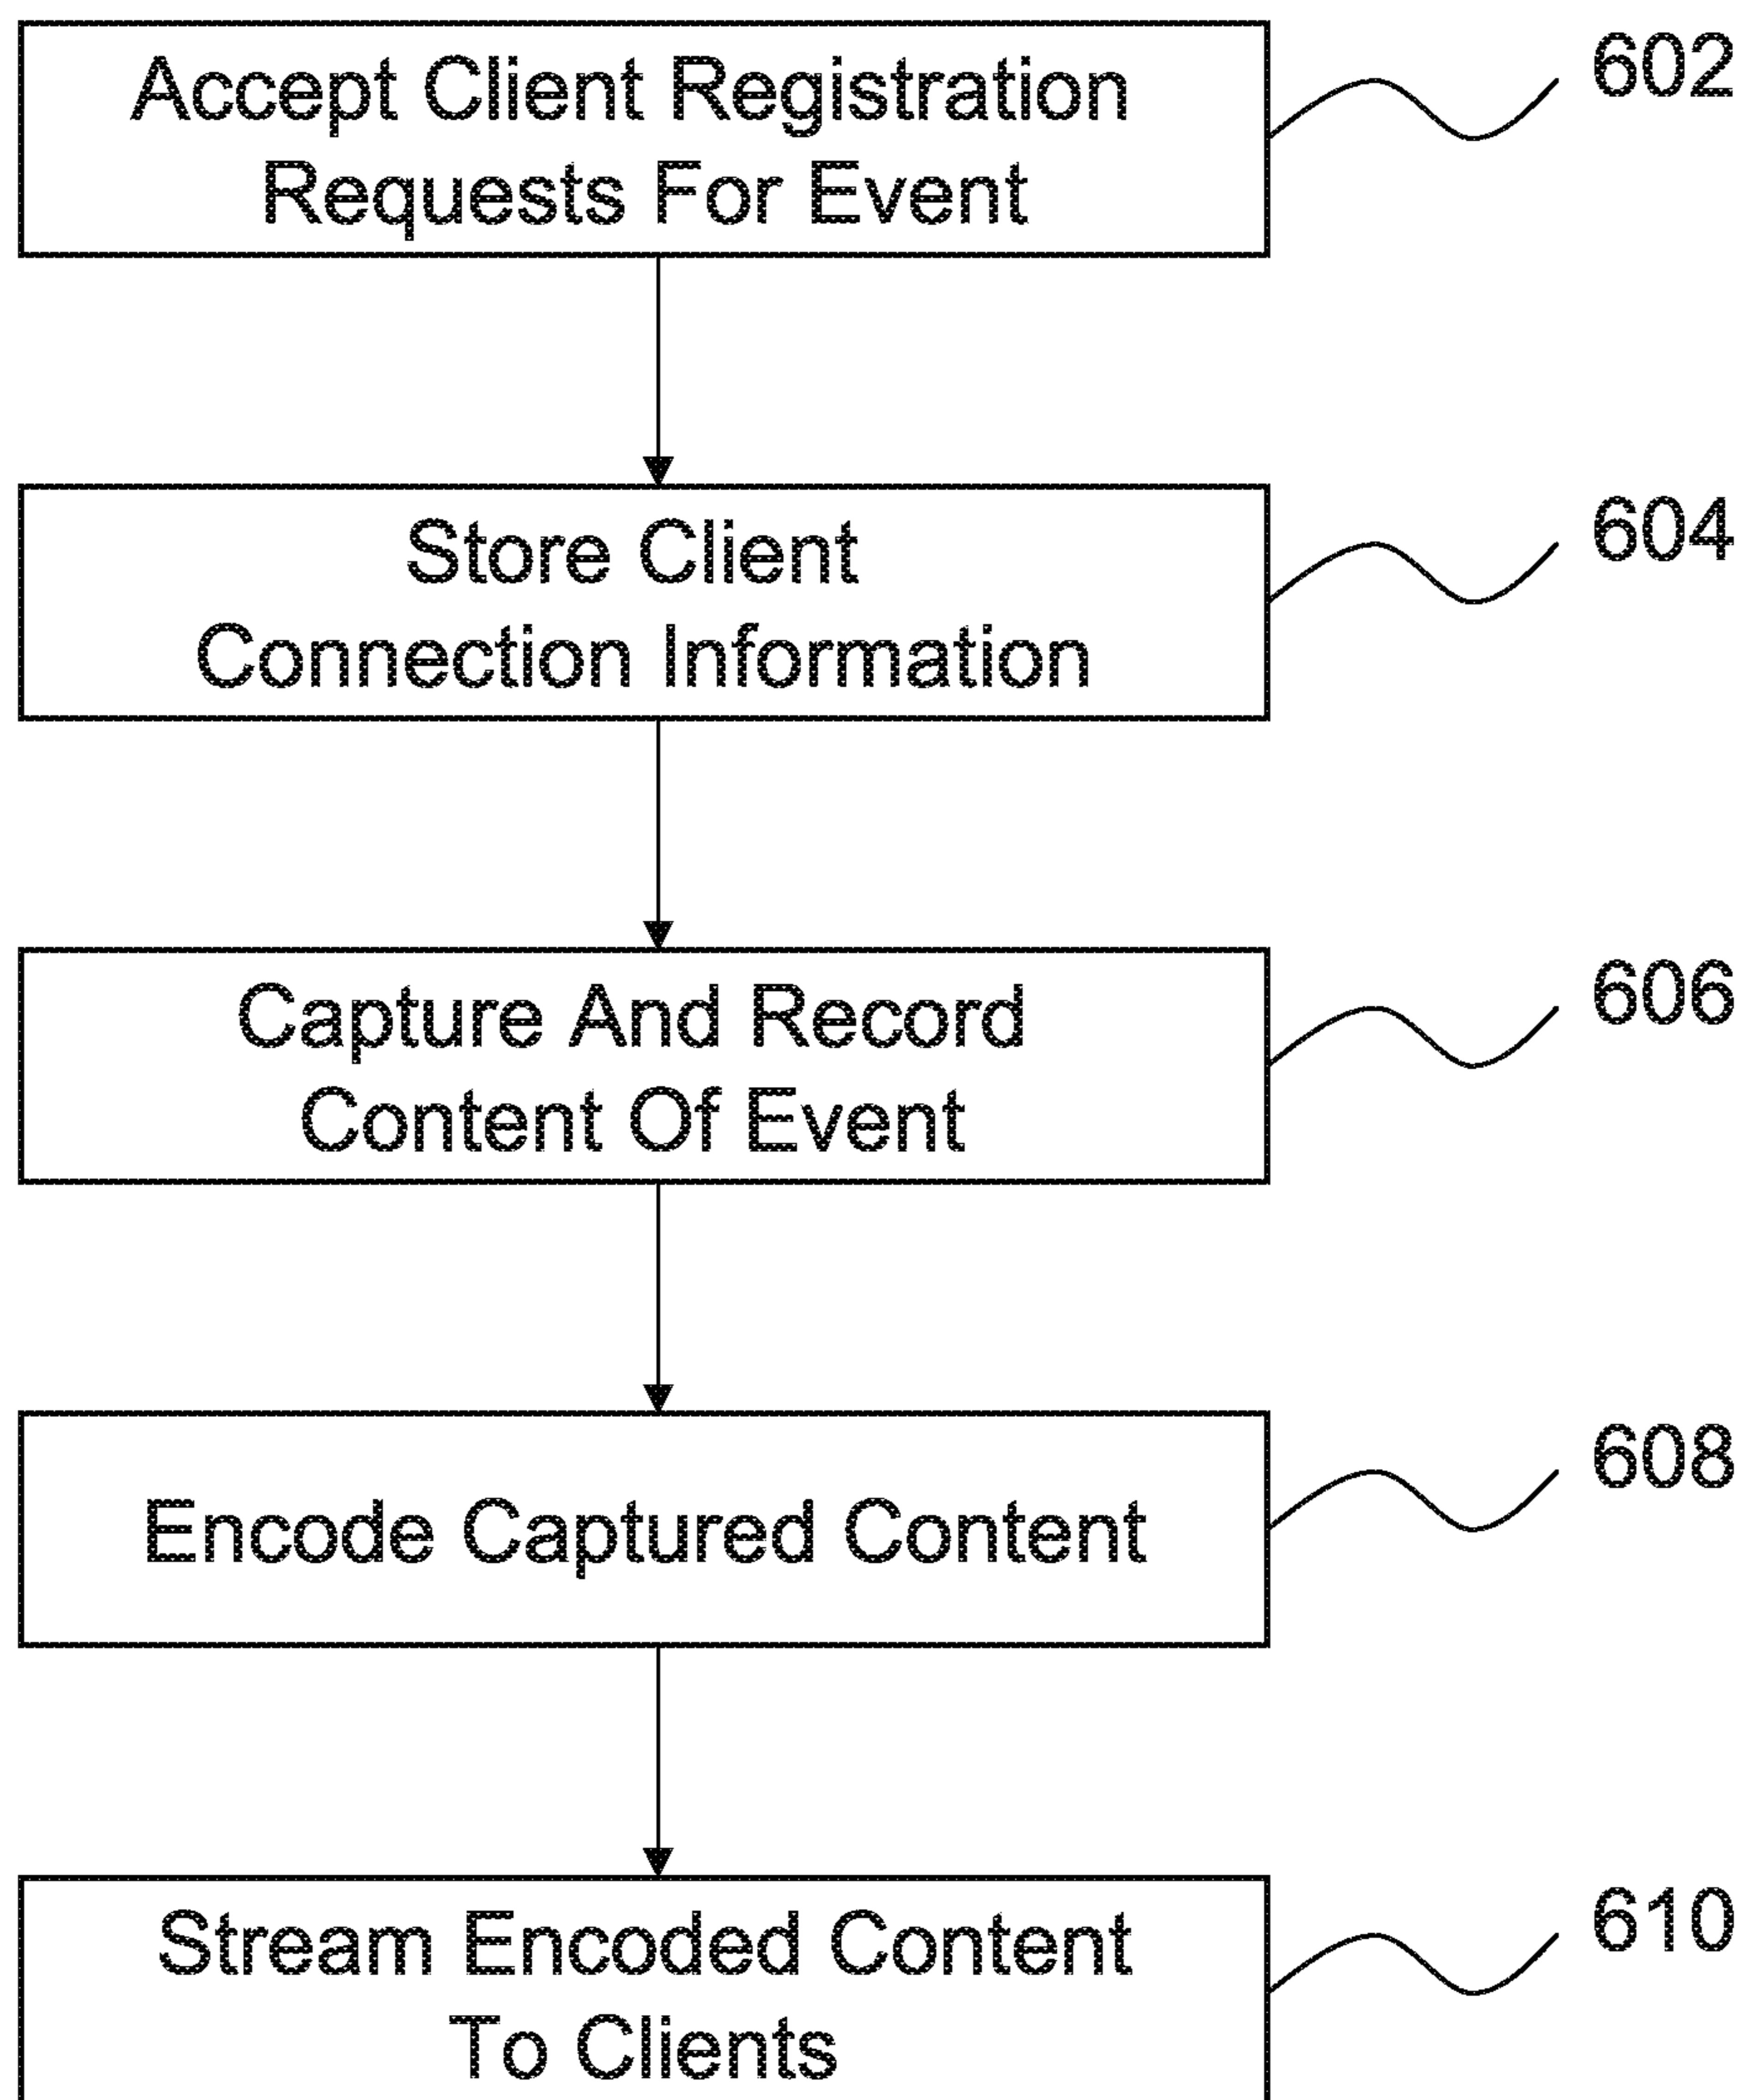 Accept Client Registration
Requests For Event
602
Store Client
Connection Information
604
Capture And Record
Content Of Event
606
Encode Captured Content
608
Stream Encoded Content
To Clients
610